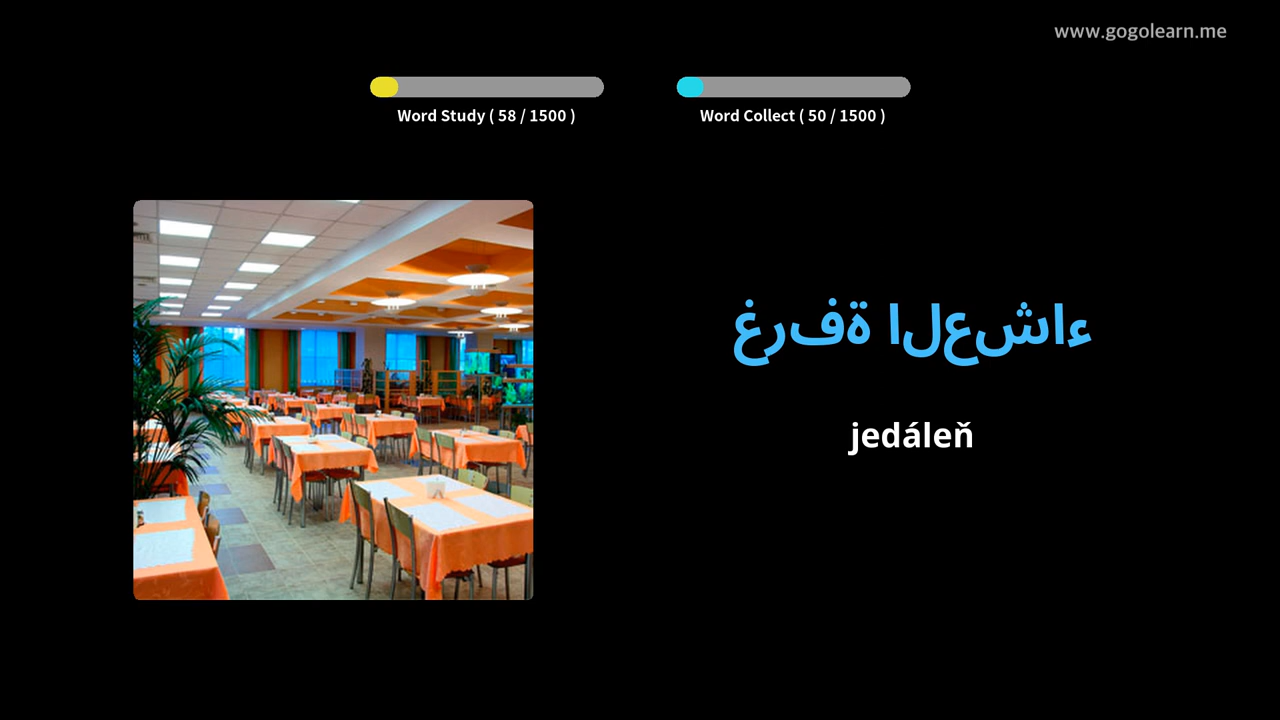 www.gogolearn.me
Word Study ( 58 / 1500 )
Word Collect ( 50 / 1500 )
غرفة العشاء
jedáleň